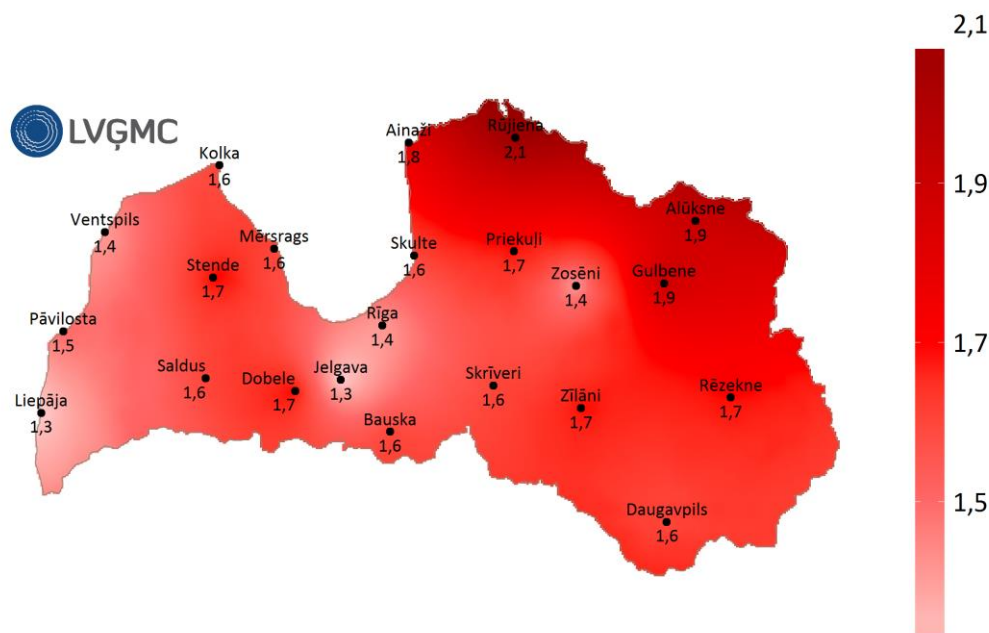 2,1
LVĢMC
Ainaži
1,8
Rūjiena
2,1
Kolka
1,6
Ventspils
1,4
Mērsrags
1,6
Stende
1,7
Skulte
1,6
Priekuļi
1,7
Alūksne
1,9
Zosēni
1,4
Gulbene
1,9
1,9
Pāvilosta
1,5
Rīga
1,4
1,7
Saldus
1,6
Dobele
1,7
Jelgava
1,3
Skrīveri
1,6
Zīlāni
1,7
Rēzekne
1,7
Liepāja
1,3
Bauska
1,6
Daugavpils
1,6
1,5